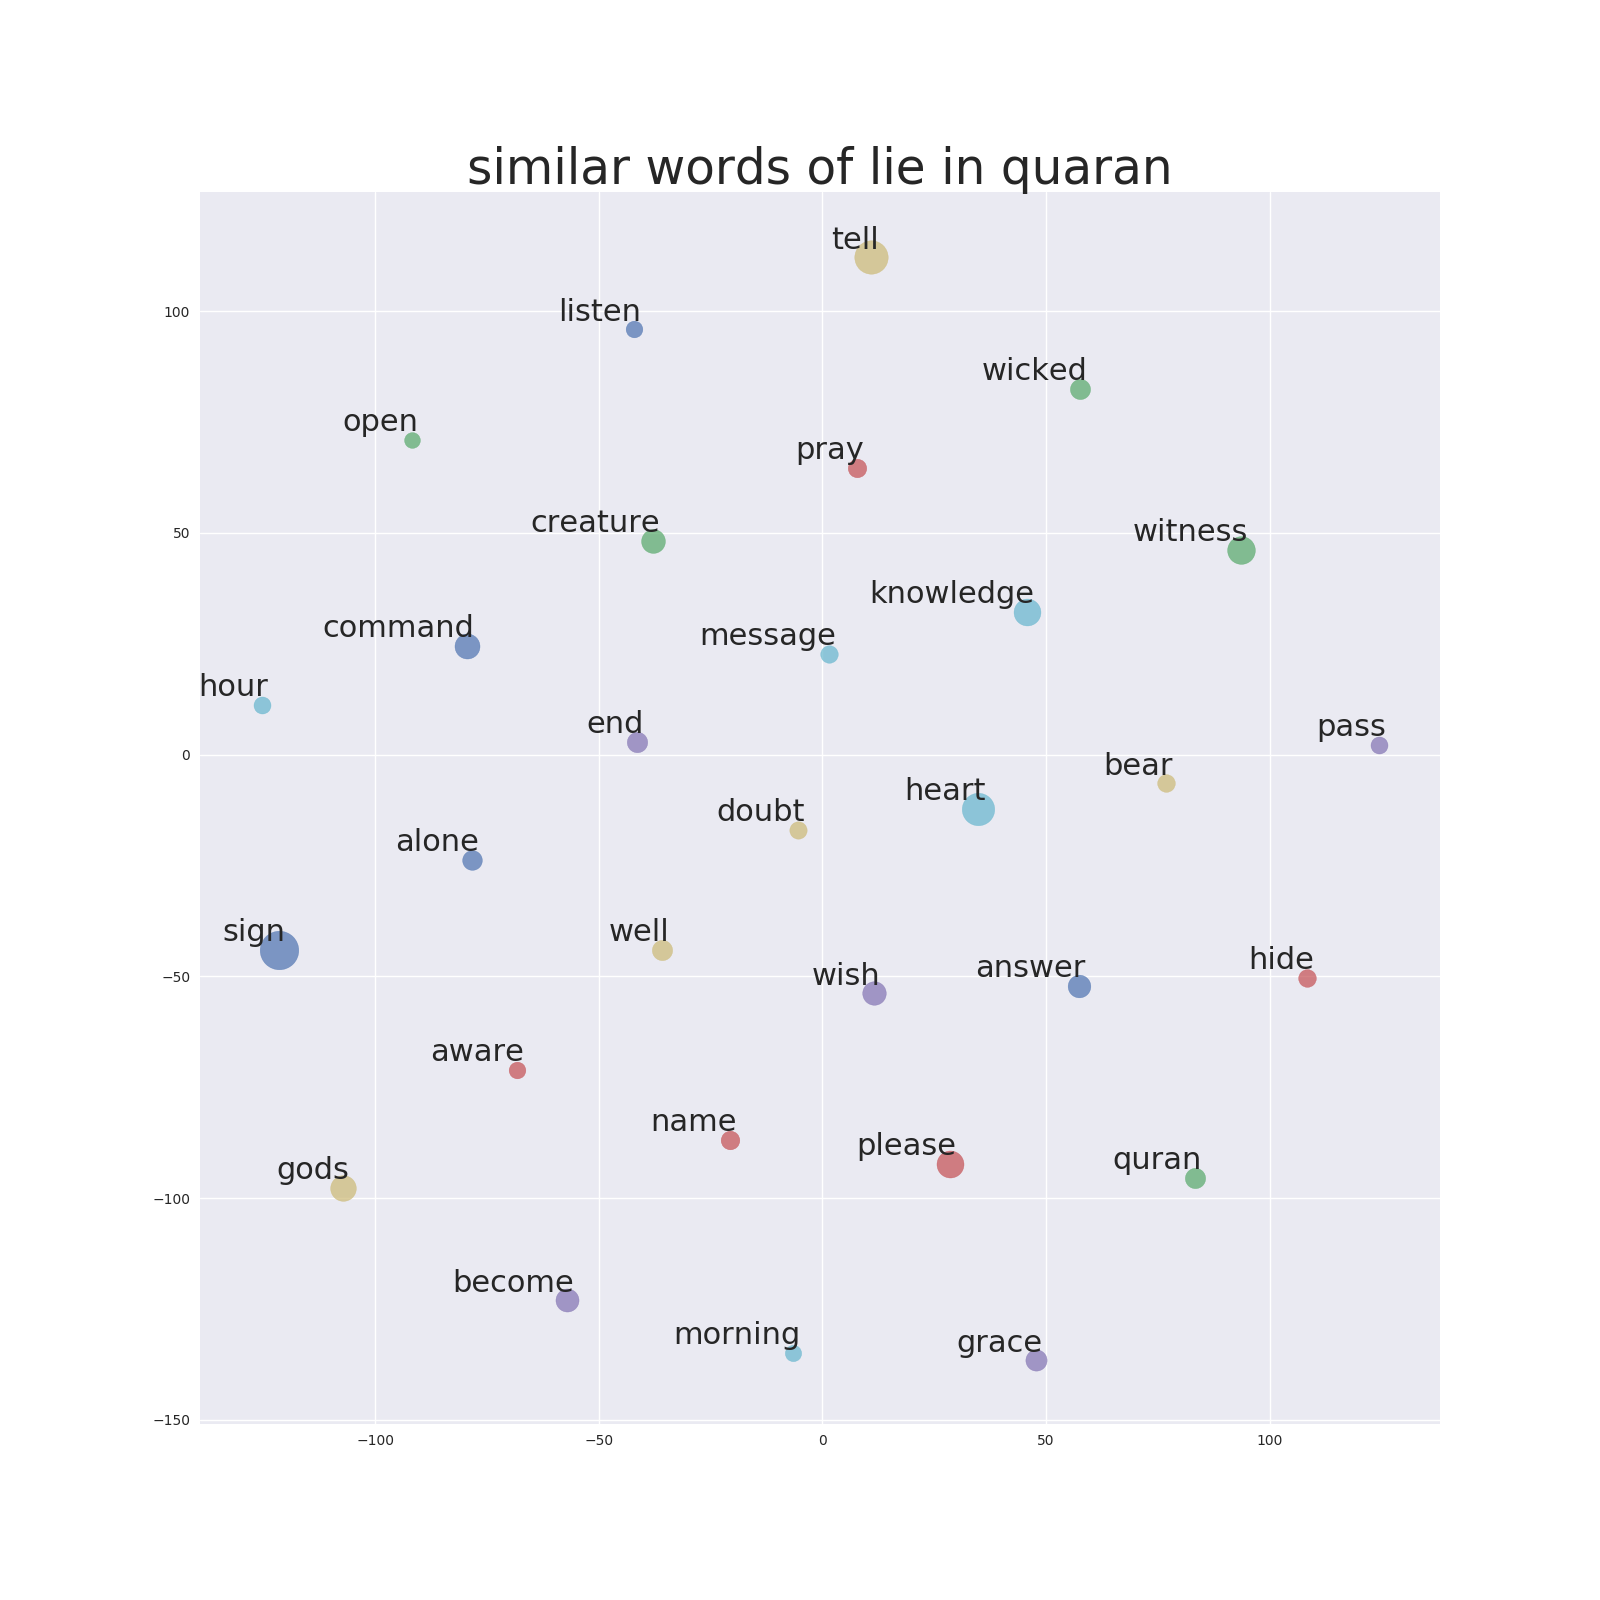 similar words of lie in quaran
tell
listen
100
wicked
open
pray
creature
50
witness
knowledge
command
message
hour
end
pass
0
bear
heart
doubt
alone
sign
well
hide
answer
wish
−50
aware
name
please
quran
gods
−100
become
morning
grace
−150
−100
−50
0
50
100